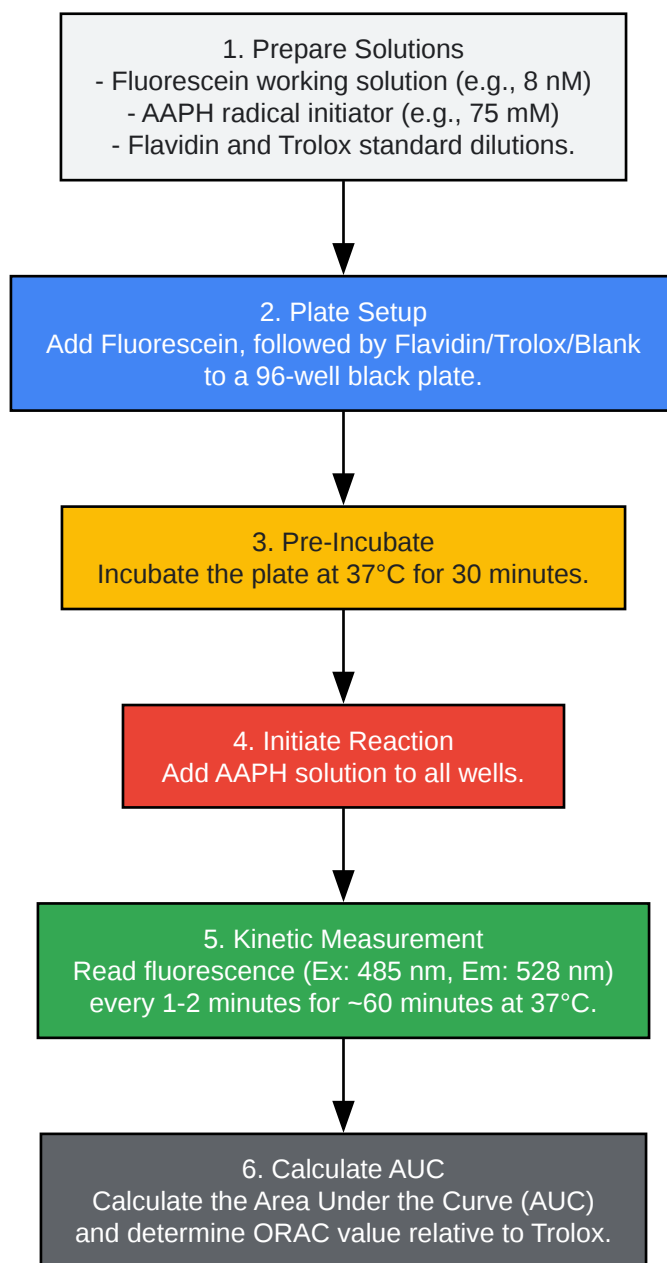 1. Prepare Solutions
- Fluorescein working solution (e.g., 8 nM)
- AAPH radical initiator (e.g., 75 mM)
- Flavidin and Trolox standard dilutions.
2. Plate Setup
Add Fluorescein, followed by Flavidin/Trolox/Blank
to a 96-well black plate.
3. Pre-Incubate
Incubate the plate at 37°C for 30 minutes.
4. Initiate Reaction
Add AAPH solution to all wells.
5. Kinetic Measurement
Read fluorescence (Ex: 485 nm, Em: 528 nm)
every 1-2 minutes for ~60 minutes at 37°C.
6. Calculate AUC
Calculate the Area Under the Curve (AUC)
and determine ORAC value relative to Trolox.